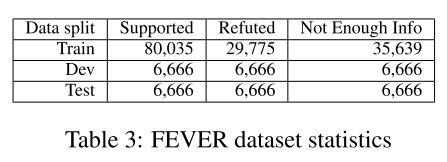 Data split Supported Refuted Not Enough Info
Train 80,035 29,775 35,639
Dev 6,666 6,666 6,666
Test 6,666 6,666 6,666
Table 3: FEVER dataset statistics